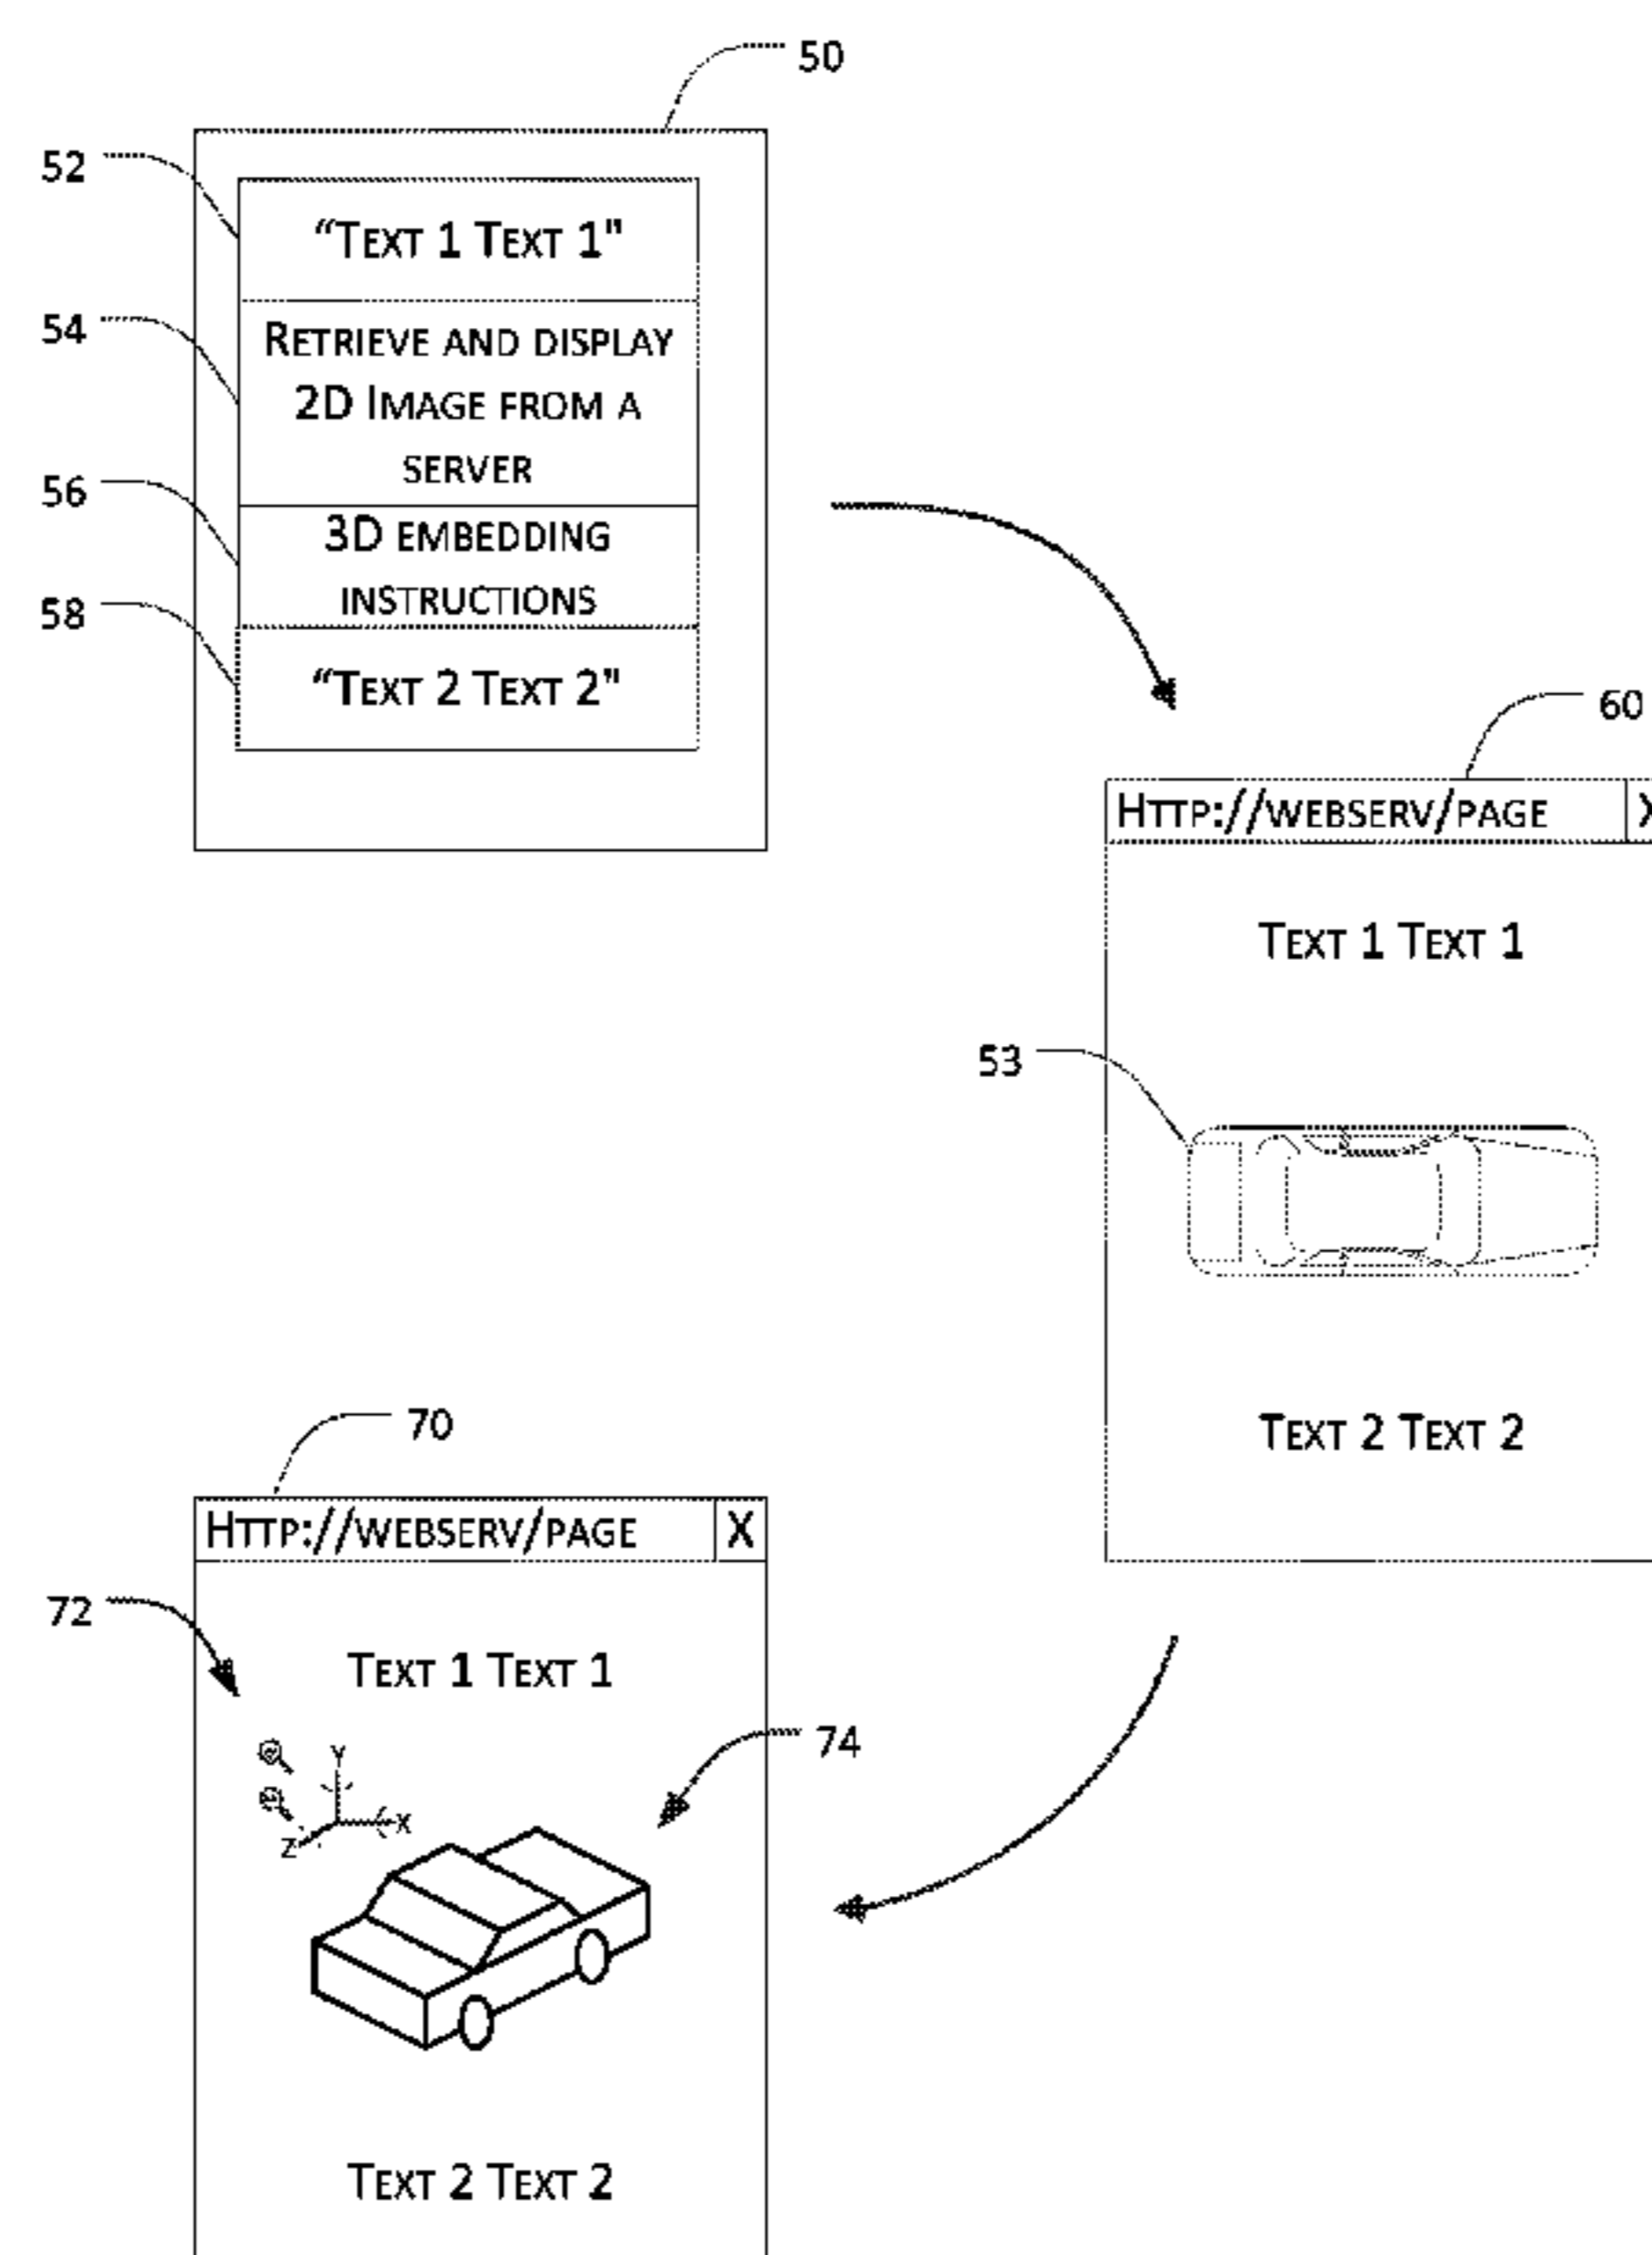 50
52
“Text 1 Text 1"
54
Retrieve and display
2D Image from a
server
56
3D embedding
instructions
58
“Text 2 Text 2"
60
Http://webserv/page X
Text 1 Text 1
53
Text 2 Text 2
70
Http://webserv/page X
72
Text 1 Text 1
74
Y
X
Z
Text 2 Text 2